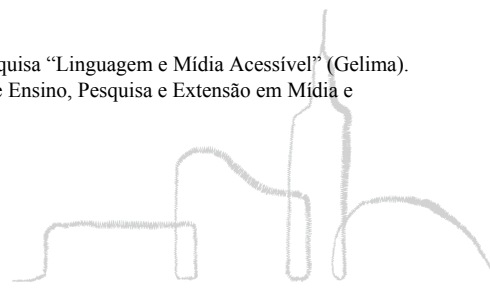 quisa “Linguagem e Mídia Acessível” (Gelima).
e Ensino, Pesquisa e Extensão em Mídia e